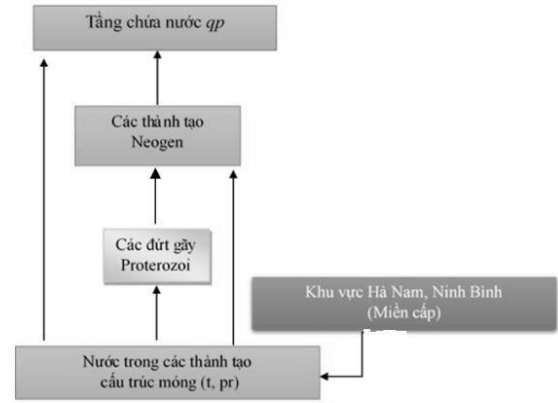 Tầng chứa nước qp
Các thành tạo
Neogen
Các đứt gãy
Proterozoi
Khu vực Hà Nam, Ninh Bình
(Miền cấp)
Nước trong các thành tạo
cấu trúc móng (t, pr)